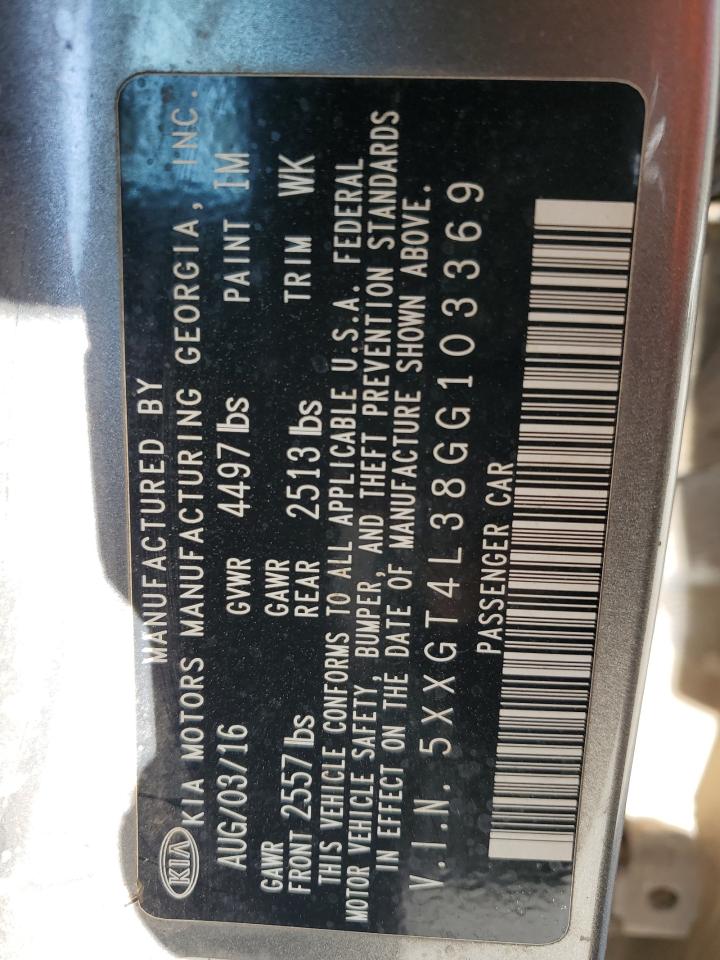 MANUFACTURED BY
KIA KIA MOTORS MANUFACTURING GEORGIA, INC.
AUG/03/16 GVWR 4497 lbs PAINT IM
GAWR FRONT 2557 lbs GAWR REAR 2513 lbs TRIM WK
THIS VEHICLE CONFORMS TO ALL APPLICABLE U.S.A. FEDERAL
MOTOR VEHICLE SAFETY, BUMPER, AND THEFT PREVENTION STANDARDS
IN EFFECT ON THE DATE OF MANUFACTURE SHOWN ABOVE.
V.I.N. 5XXGT4L38GG103369
PASSENGER CAR